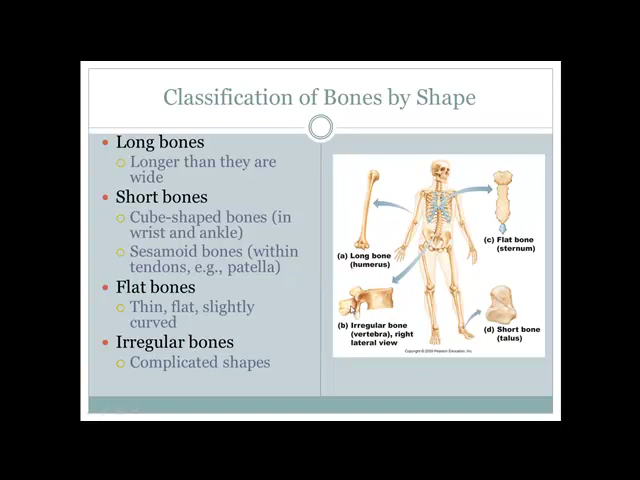 Classification of Bones by Shape
Long bones
Longer than they are
wide
Short bones
Cube-shaped bones (in
wrist and ankle)
Sesamoid bones (within
tendons, e.g., patella)
Flat bones
Thin, flat, slightly
curved
Irregular bones
Complicated shapes
(a) Long bone
(humerus)
(c) Flat bone
(sternum)
(b) Irregular bone
(vertebra), right
lateral view
(d) Short bone
(talus)
Copyright © 2009 Pearson Education, Inc.